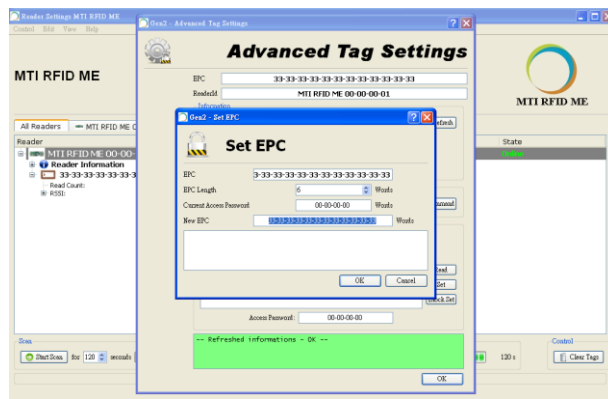 Reader Settings MTI RFID ME
Control Edit View Help
MTI RFID ME
MTI RFID ME
All Readers
MTI RFID ME
Reader
State
MTI RFID ME 00-00-
Online
Reader Information
33-33-33-33-33-3
Read Count:
RSSI:
Scan
Start Scan for 120 seconds
120 s
Control
Clear Tags
Gen2 - Advanced Tag Settings
Advanced Tag Settings
EPC 33-33-33-33-33-33-33-33-33-33-33-33
ReaderId MTI RFID ME 00-00-00-01
Information
Gen2 - Set EPC
Set EPC
EPC 3-33-33-33-33-33-33-33-33-33-33-33
EPC Length 6 Words
Current Access Password 00-00-00-00 Words
New EPC 33-33-33-33-33-33-33-33-33-33-33-33 Words
OK Cancel
Access Password: 00-00-00-00
-- Refreshed informations - OK --
OK